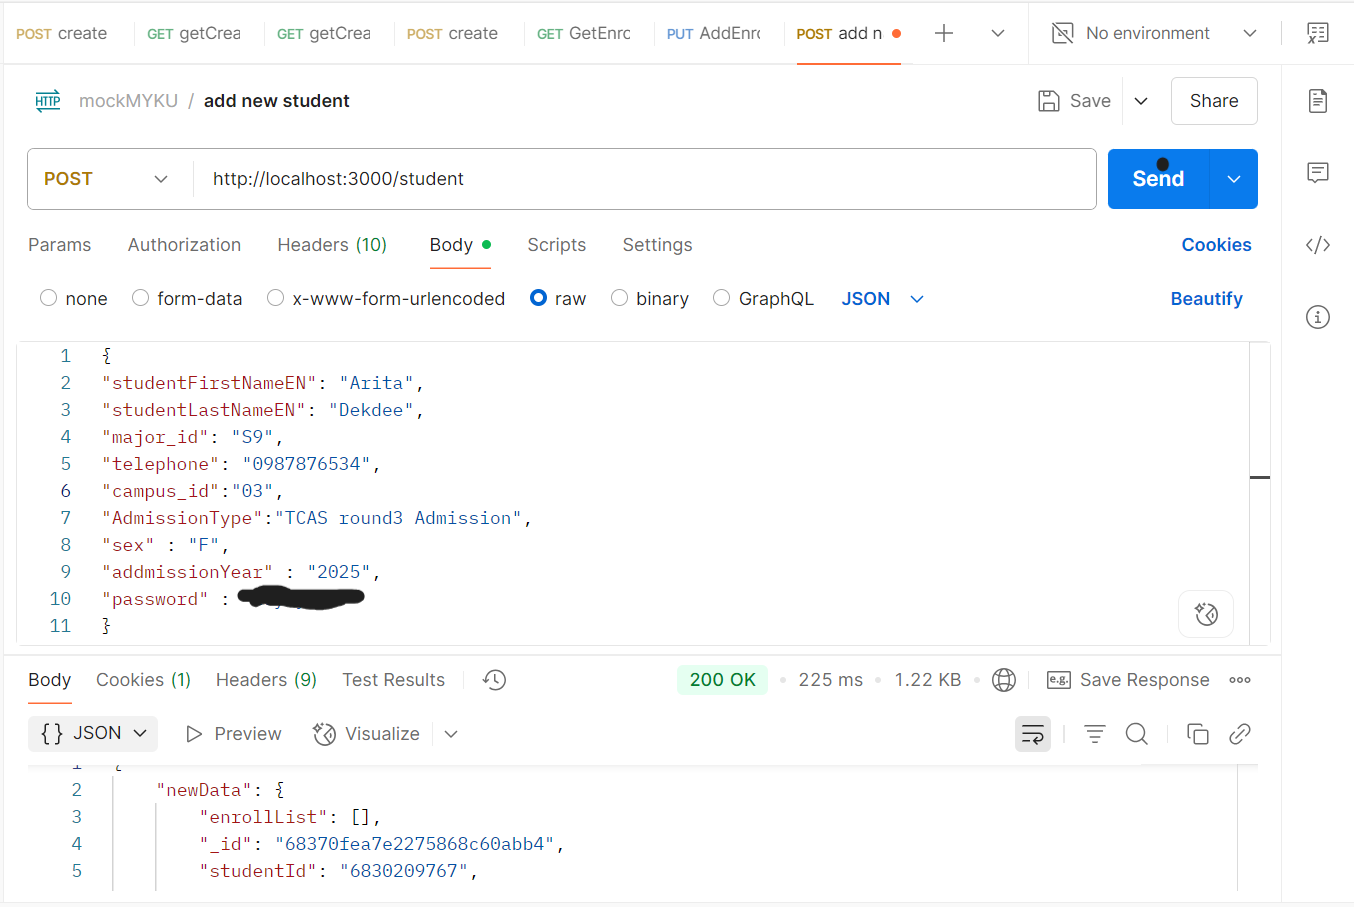 POST create GET getCrea GET getCrea POST create GET GetEnro PUT AddEnro POST add n No environment
HTTP mockMYKU / add new student Save Share
POST http://localhost:3000/student Send
Params Authorization Headers (10) Body Scripts Settings Cookies
none form-data x-www-form-urlencoded raw binary GraphQL JSON Beautify
1 {
2 "studentFirstNameEN": "Arita",
3 "studentLastNameEN": "Dekdee",
4 "major_id": "S9",
5 "telephone": "0987876534",
6 "campus_id":"03",
7 "AdmissionType":"TCAS round3 Admission",
8 "sex" : "F",
9 "addmissionYear" : "2025",
10 "password" :
11 }
Body Cookies (1) Headers (9) Test Results 200 OK 225 ms 1.22 KB e.g. Save Response
{} JSON Preview Visualize
1 {
2 "newData": {
3 "enrollList": [],
4 "_id": "68370fea7e2275868c60abb4",
5 "studentId": "6830209767",